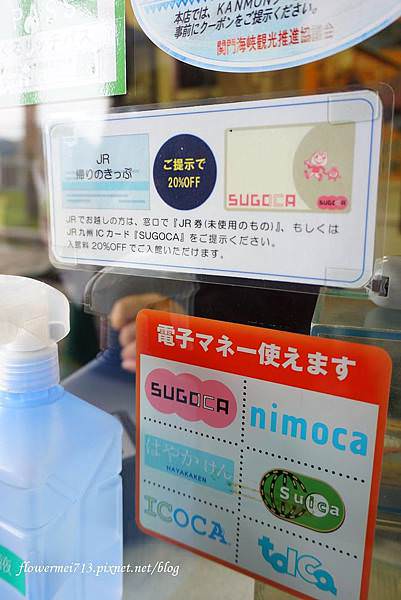 本店では、KANMON
事前にクーポンをご提示ください。
関門海峡観光推進協議会
JR
帰りのきっぷ
ご提示で
20%OFF
SUGOCA
SUGOCA
JRでお越しの方は、窓口で『JR券(未使用のもの)』、もしくは
JR九州ICカード『SUGOCA』をご提示ください。
入館料20%OFFでご入館いただけます。
電子マネー使えます
SUGOCA
nimoca
はやかけん
HAYAKAKEN
Suica
ICOCA
TOICA
flowermei713.pixnet.net/blog